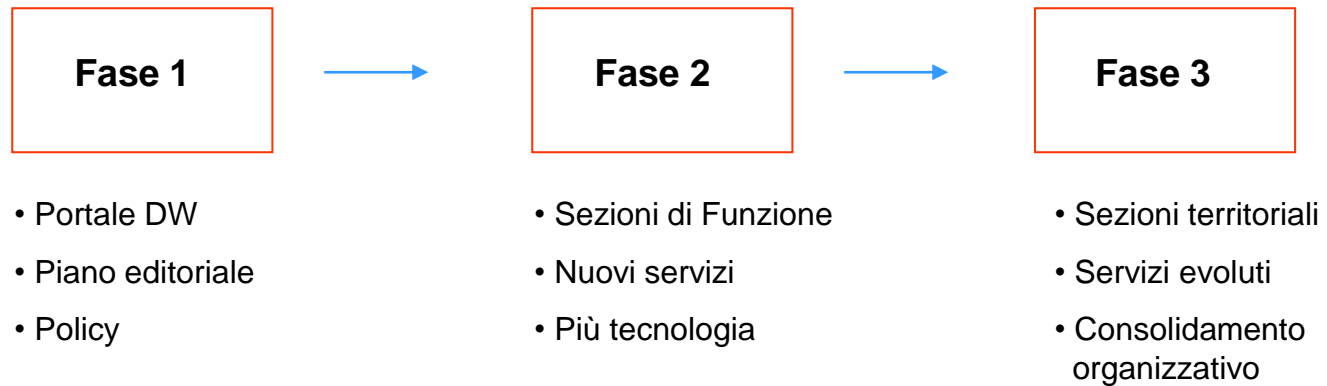 Fase 1
Fase 2
Fase 3
• Portale DW
• Piano editoriale
• Policy
• Sezioni di Funzione
• Nuovi servizi
• Più tecnologia
• Sezioni territoriali
• Servizi evoluti
• Consolidamento
organizzativo